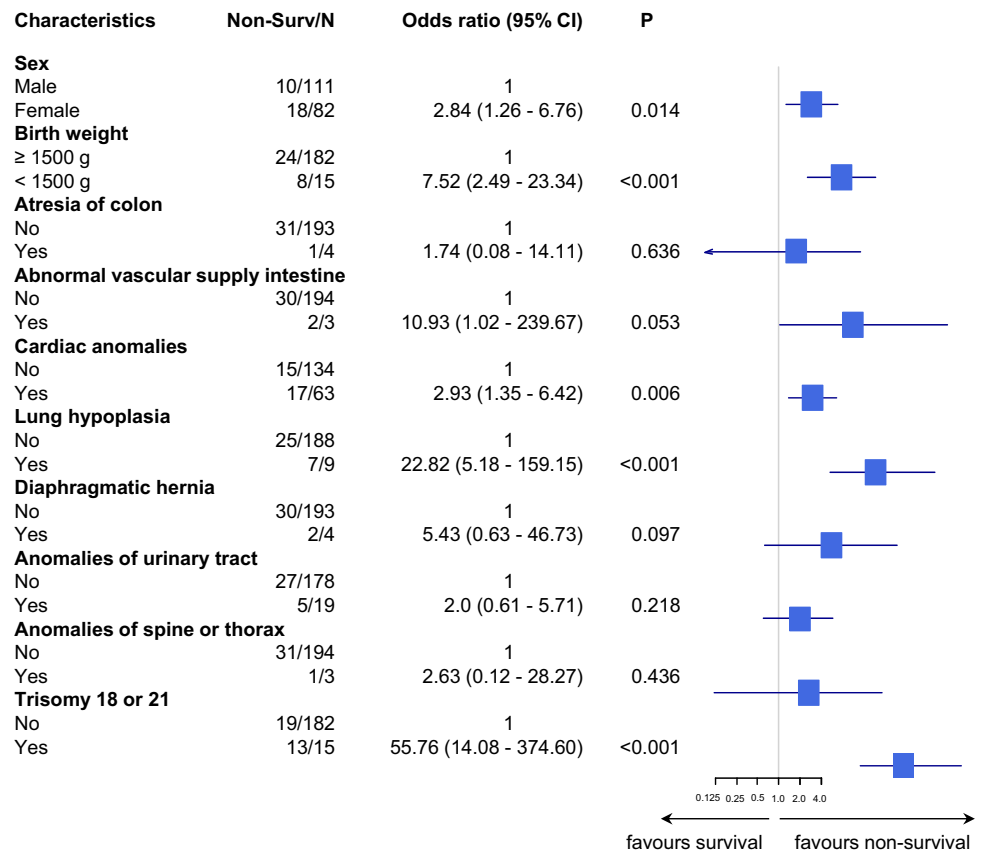 Characteristics Non-Surv/N Odds ratio (95% CI) P
Sex
Male 10/111 1
Female 18/82 2.84 (1.26 - 6.76) 0.014
Birth weight
≥ 1500 g 24/182 1
< 1500 g 8/15 7.52 (2.49 - 23.34) <0.001
Atresia of colon
No 31/193 1
Yes 1/4 1.74 (0.08 - 14.11) 0.636
Abnormal vascular supply intestine
No 30/194 1
Yes 2/3 10.93 (1.02 - 239.67) 0.053
Cardiac anomalies
No 15/134 1
Yes 17/63 2.93 (1.35 - 6.42) 0.006
Lung hypoplasia
No 25/188 1
Yes 7/9 22.82 (5.18 - 159.15) <0.001
Diaphragmatic hernia
No 30/193 1
Yes 2/4 5.43 (0.63 - 46.73) 0.097
Anomalies of urinary tract
No 27/178 1
Yes 5/19 2.0 (0.61 - 5.71) 0.218
Anomalies of spine or thorax
No 31/194 1
Yes 1/3 2.63 (0.12 - 28.27) 0.436
Trisomy 18 or 21
No 19/182 1
Yes 13/15 55.76 (14.08 - 374.60) <0.001
0.125 0.25 0.5 1.0 2.0 4.0
favours survival favours non-survival